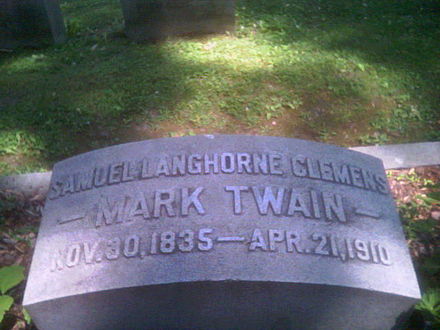 SAMUEL LANGHORNE CLEMENS
— MARK TWAIN —
NOV. 30, 1835 — APR. 21, 1910